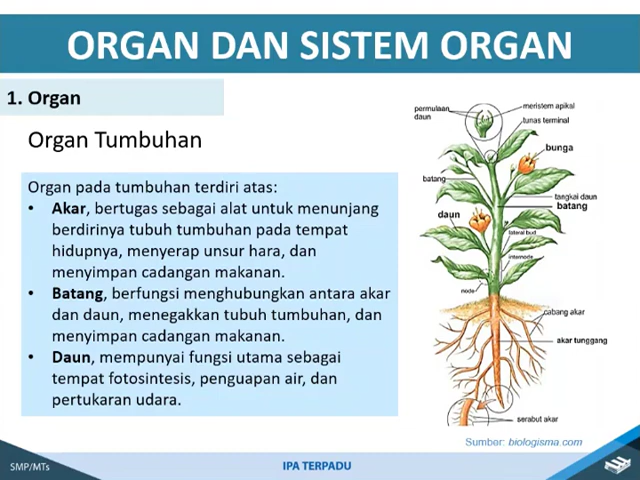 ORGAN DAN SISTEM ORGAN
1. Organ
Organ Tumbuhan
Organ pada tumbuhan terdiri atas:
• Akar, bertugas sebagai alat untuk menunjang
berdirinya tubuh tumbuhan pada tempat
hidupnya, menyerap unsur hara, dan
menyimpan cadangan makanan.
• Batang, berfungsi menghubungkan antara akar
dan daun, menegakkan tubuh tumbuhan, dan
menyimpan cadangan makanan.
• Daun, mempunyai fungsi utama sebagai
tempat fotosintesis, penguapan air, dan
pertukaran udara.
permulaan
daun
meristem apikal
tunas terminal
bunga
batang
tangkai daun
batang
daun
lateral bud
internode
node
cabang akar
akar tunggang
serabut akar
Sumber: biologisma.com
SMP/MTs
IPA TERPADU